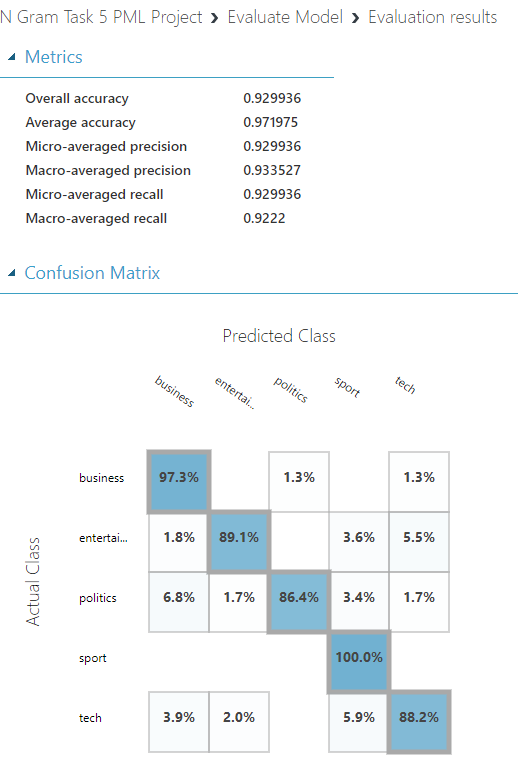 N Gram Task 5 PML Project > Evaluate Model > Evaluation results
Metrics
Overall accuracy 0.929936
Average accuracy 0.971975
Micro-averaged precision 0.929936
Macro-averaged precision 0.933527
Micro-averaged recall 0.929936
Macro-averaged recall 0.9222
Confusion Matrix
Predicted Class
business entertai... politics sport tech
Actual Class
business 97.3% 1.3% 1.3%
entertai... 1.8% 89.1% 3.6% 5.5%
politics 6.8% 1.7% 86.4% 3.4% 1.7%
sport 100.0%
tech 3.9% 2.0% 5.9% 88.2%